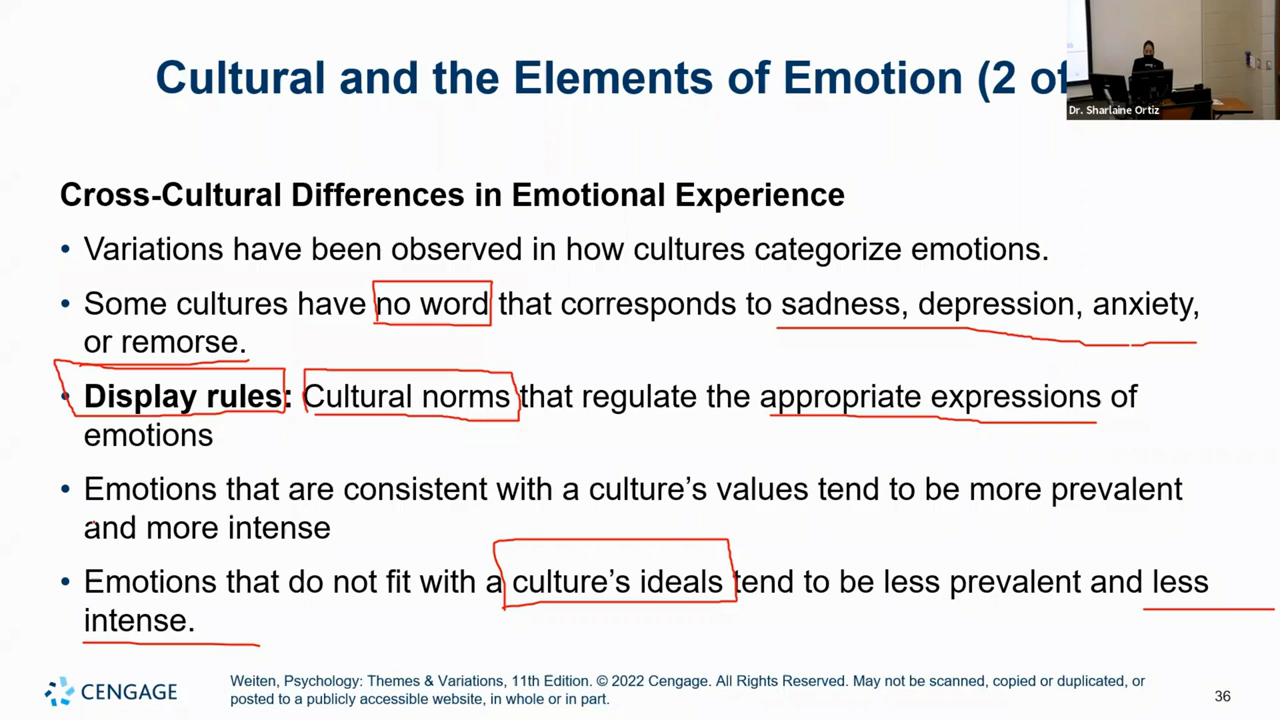 Cultural and the Elements of Emotion (2 of
Dr. Sharlaine Ortiz
Cross-Cultural Differences in Emotional Experience
• Variations have been observed in how cultures categorize emotions.
• Some cultures have no word that corresponds to sadness, depression, anxiety,
or remorse.
• Display rules: Cultural norms that regulate the appropriate expressions of
emotions
• Emotions that are consistent with a culture’s values tend to be more prevalent
and more intense
• Emotions that do not fit with a culture’s ideals tend to be less prevalent and less
intense.
CENGAGE
Weiten, Psychology: Themes & Variations, 11th Edition. © 2022 Cengage. All Rights Reserved. May not be scanned, copied or duplicated, or
posted to a publicly accessible website, in whole or in part.
36